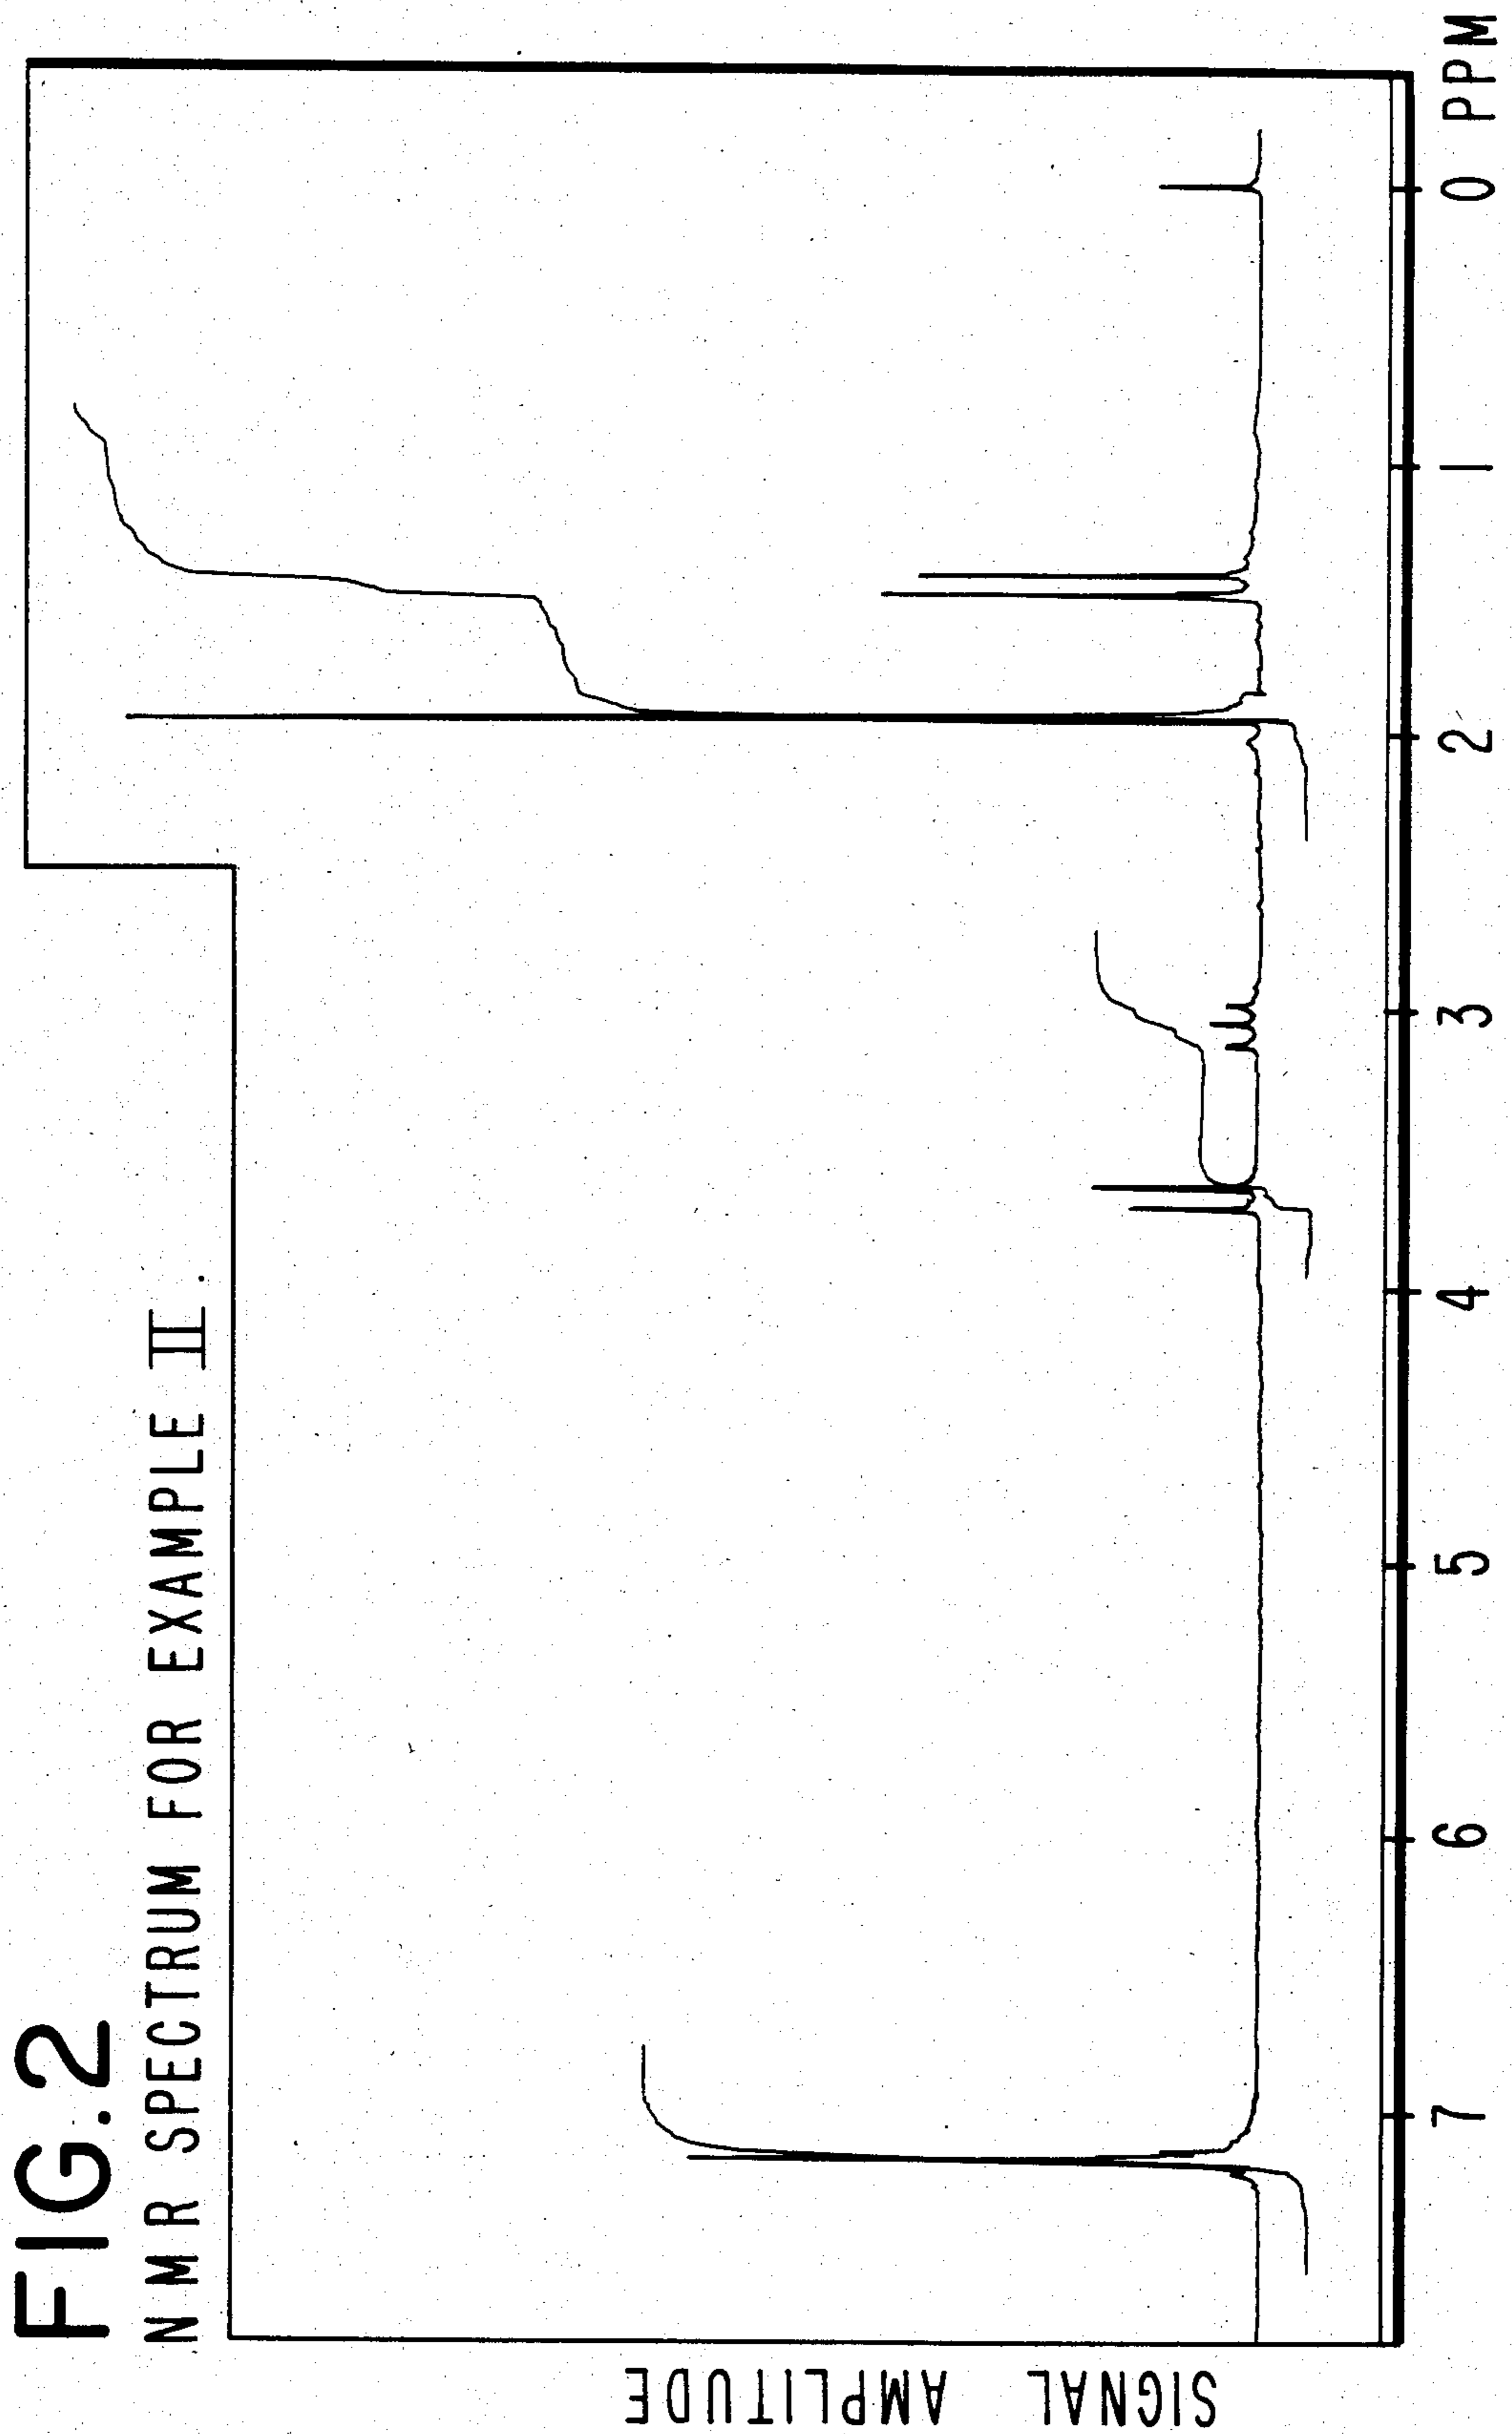 FIG.2
NMR SPECTRUM FOR EXAMPLE II.
SIGNAL AMPLITUDE
7 6 5 4 3 2 1 0 PPM